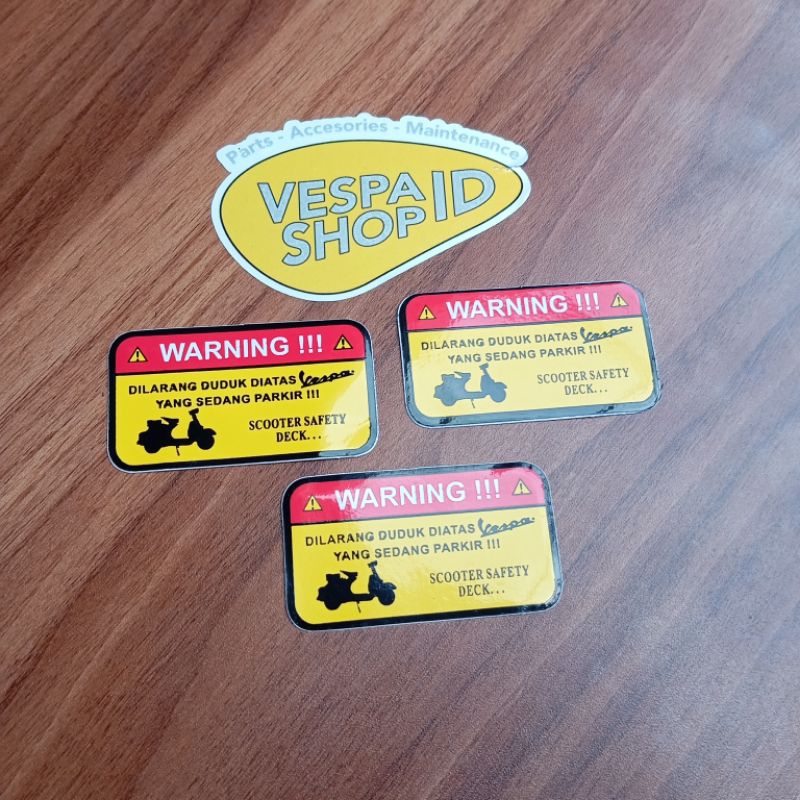 Parts - Accesories - Maintenance
VESPA ID
SHOP
WARNING !!!
DILARANG DUDUK DIATAS Vespa
YANG SEDANG PARKIR !!!
SCOOTER SAFETY
DECK...
WARNING !!!
DILARANG DUDUK DIATAS Vespa
YANG SEDANG PARKIR !!!
SCOOTER SAFETY
DECK...
WARNING !!!
DILARANG DUDUK DIATAS Vespa
YANG SEDANG PARKIR !!!
SCOOTER SAFETY
DECK...